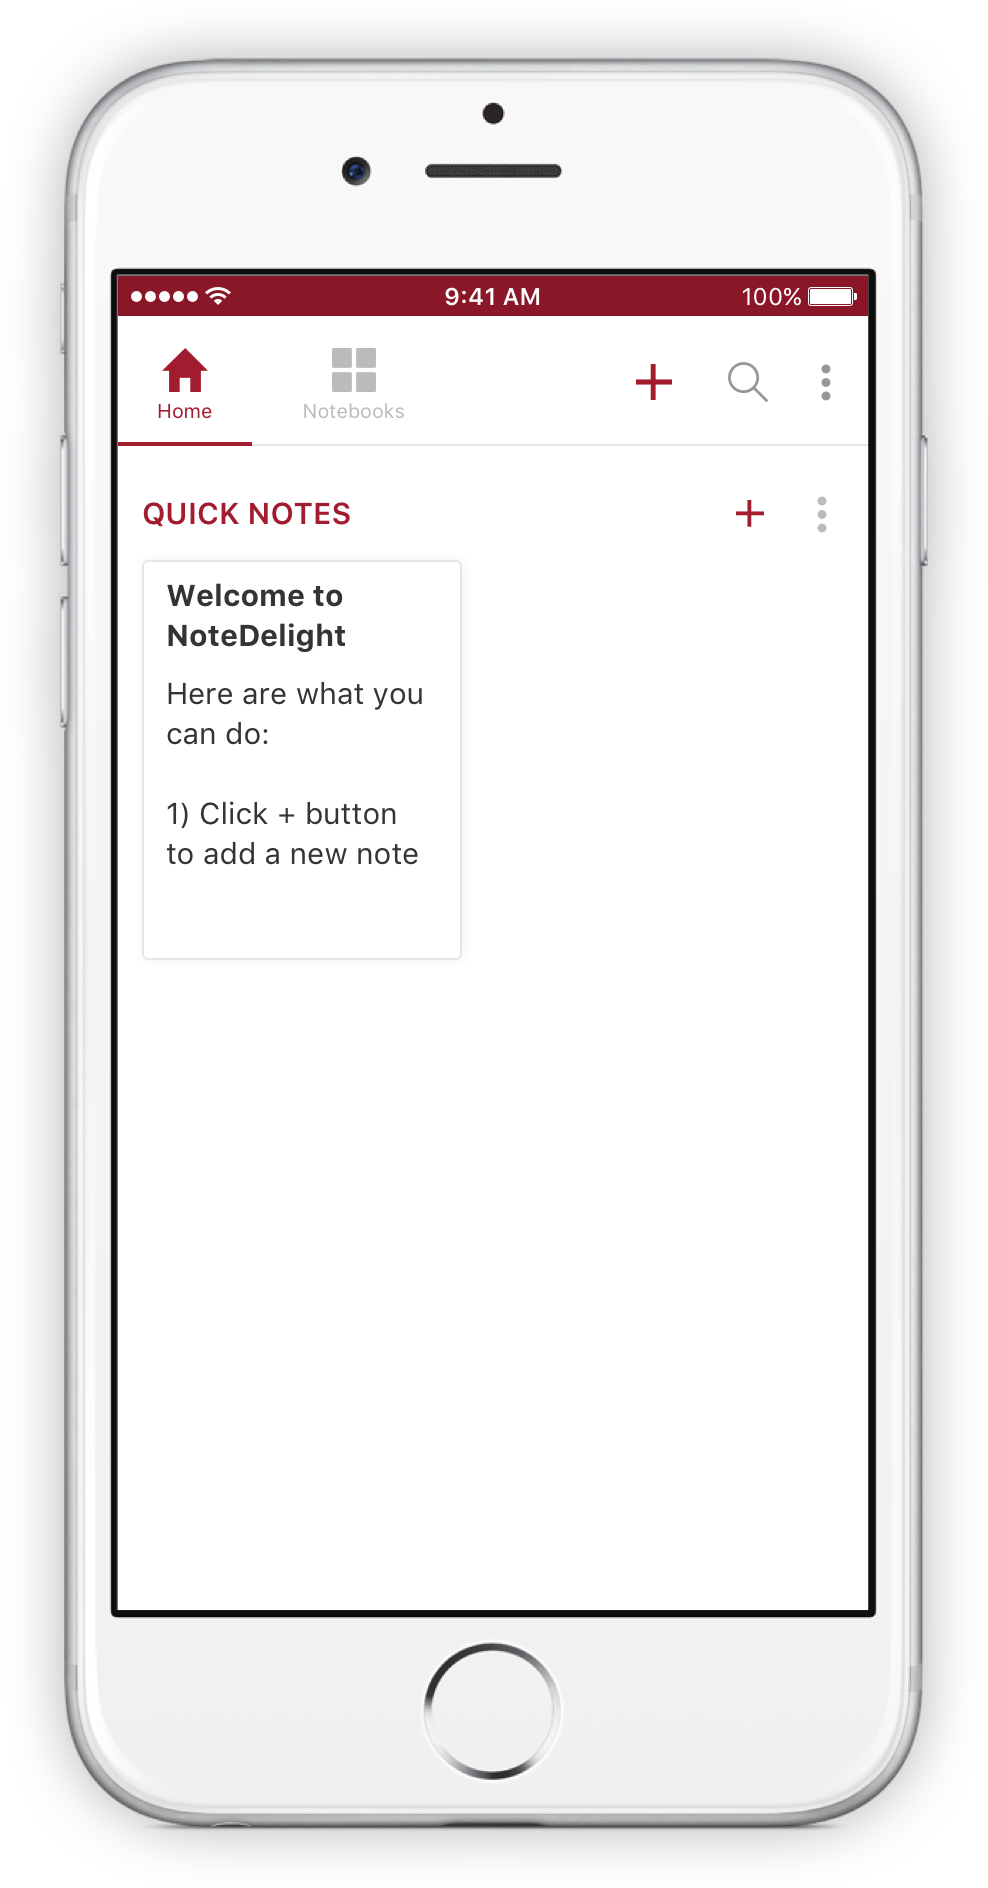 9:41 AM
100%
Home
Notebooks
QUICK NOTES
Welcome to
NoteDelight
Here are what you
can do:
1) Click + button
to add a new note